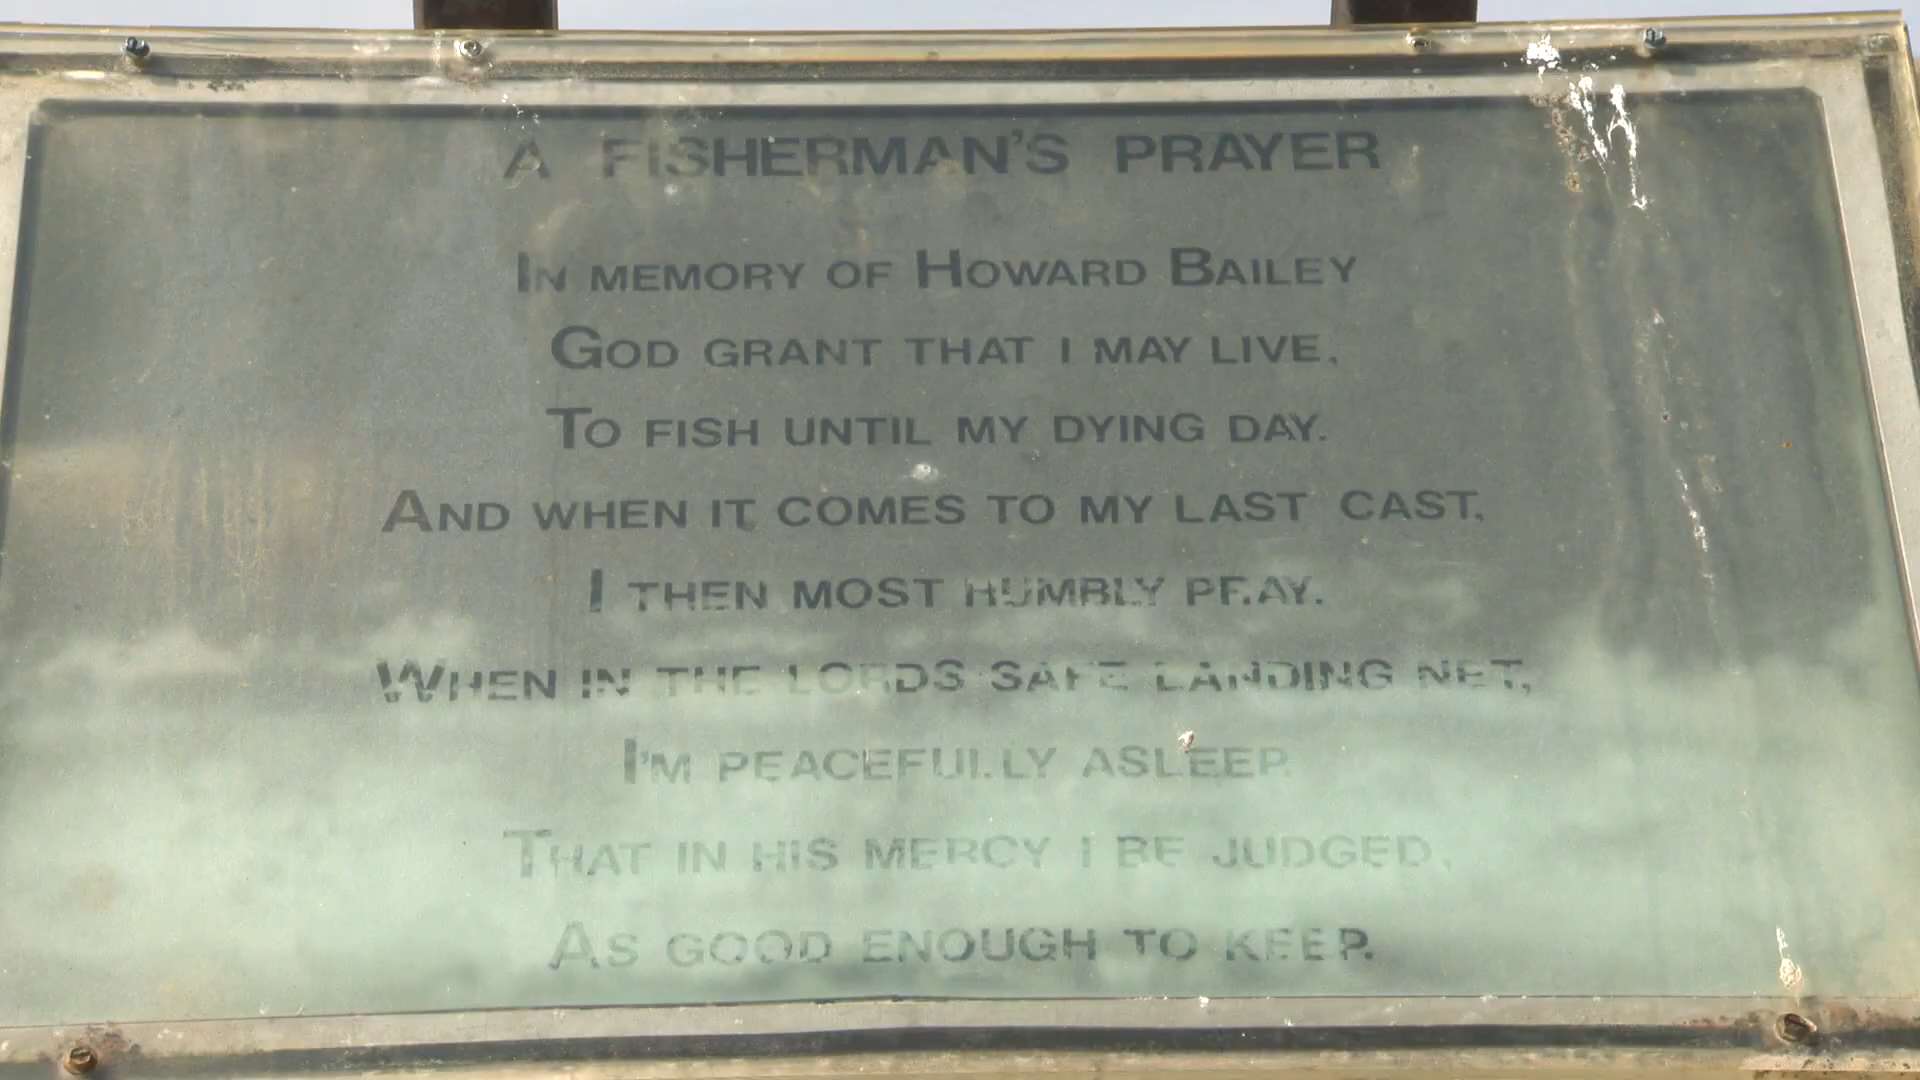 A FISHERMAN'S PRAYER
IN MEMORY OF HOWARD BAILEY
GOD GRANT THAT I MAY LIVE,
TO FISH UNTIL MY DYING DAY.
AND WHEN IT COMES TO MY LAST CAST,
I THEN MOST HUMBLY PRAY.
WHEN IN THE LORDS SAFE LANDING NET,
I'M PEACEFULLY ASLEEP.
THAT IN HIS MERCY I BE JUDGED,
AS GOOD ENOUGH TO KEEP.